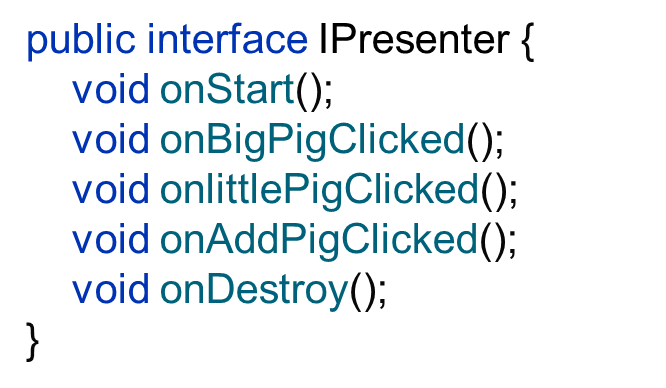 public interface IPresenter {
void onStart();
void onBigPigClicked();
void onlittlePigClicked();
void onAddPigClicked();
void onDestroy();
}